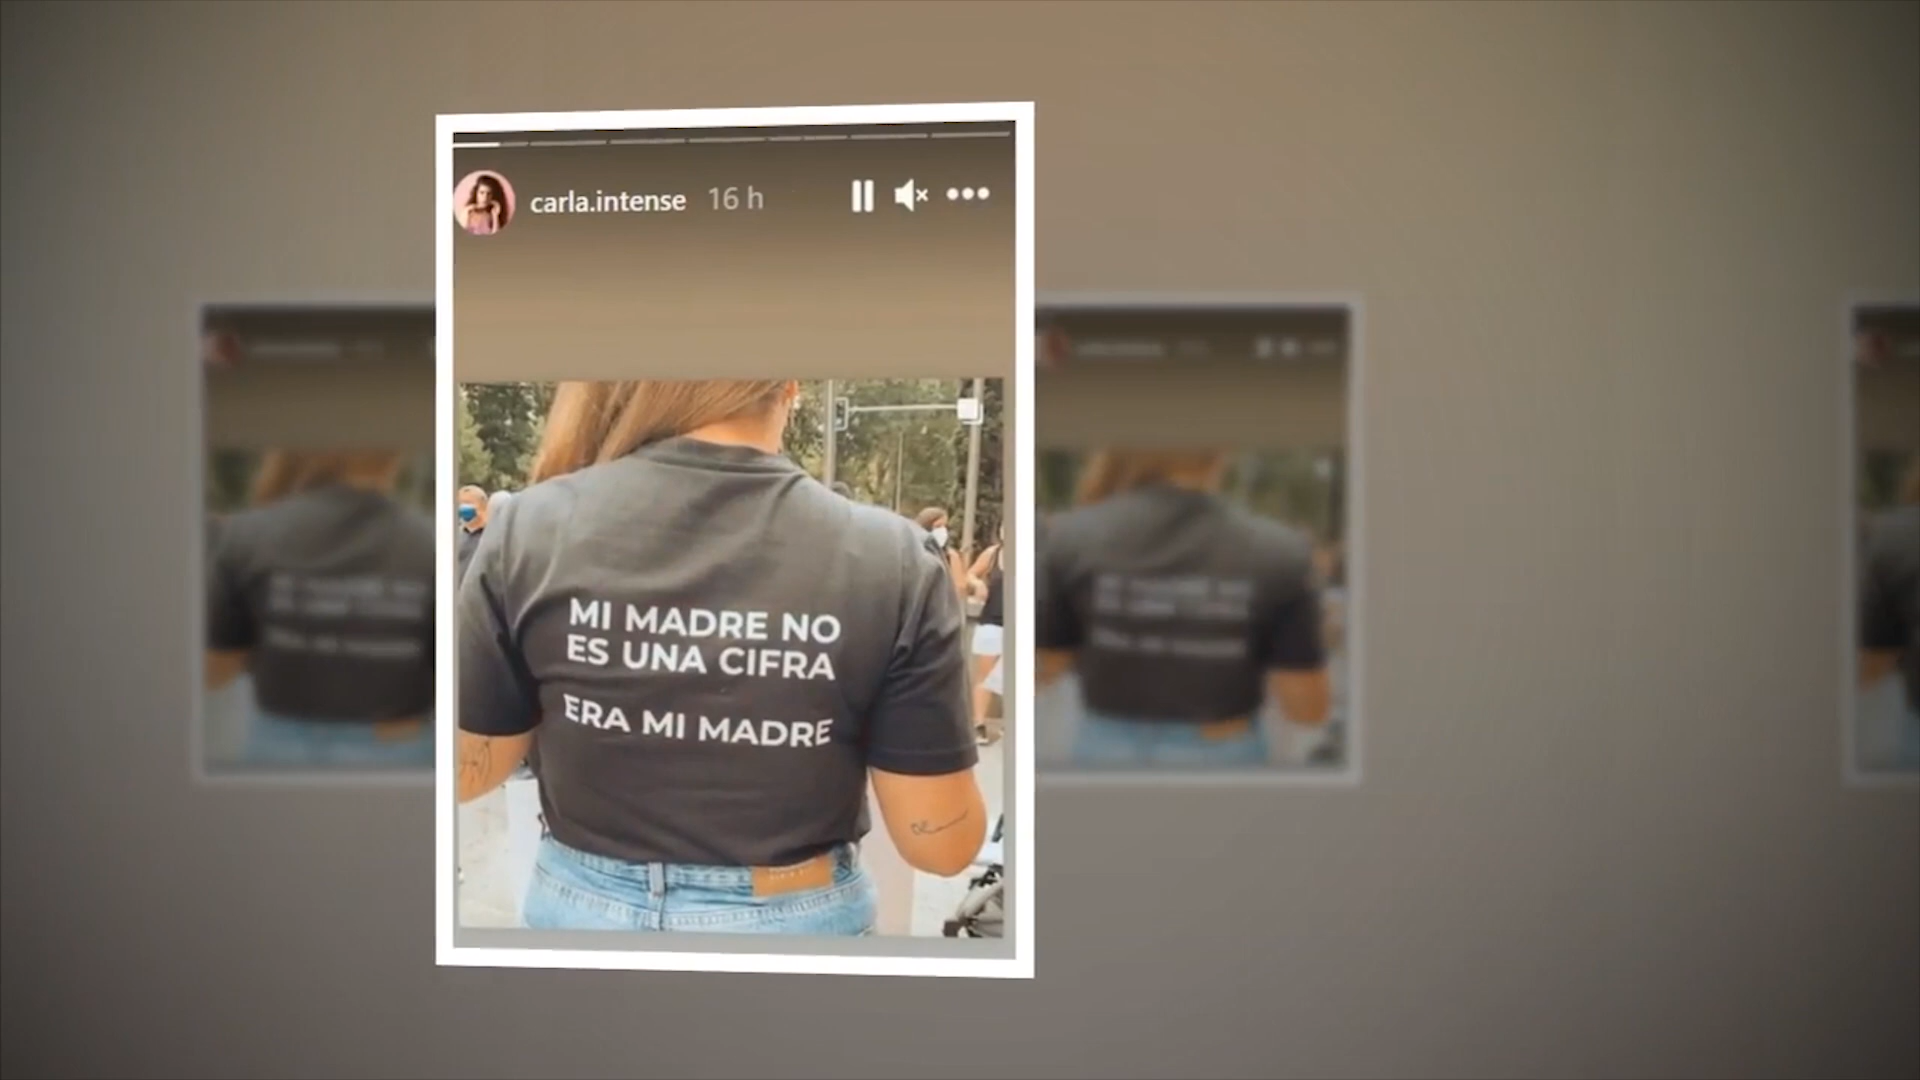 carla.intense 16 h
MI MADRE NO
ES UNA CIFRA
ERA MI MADRE